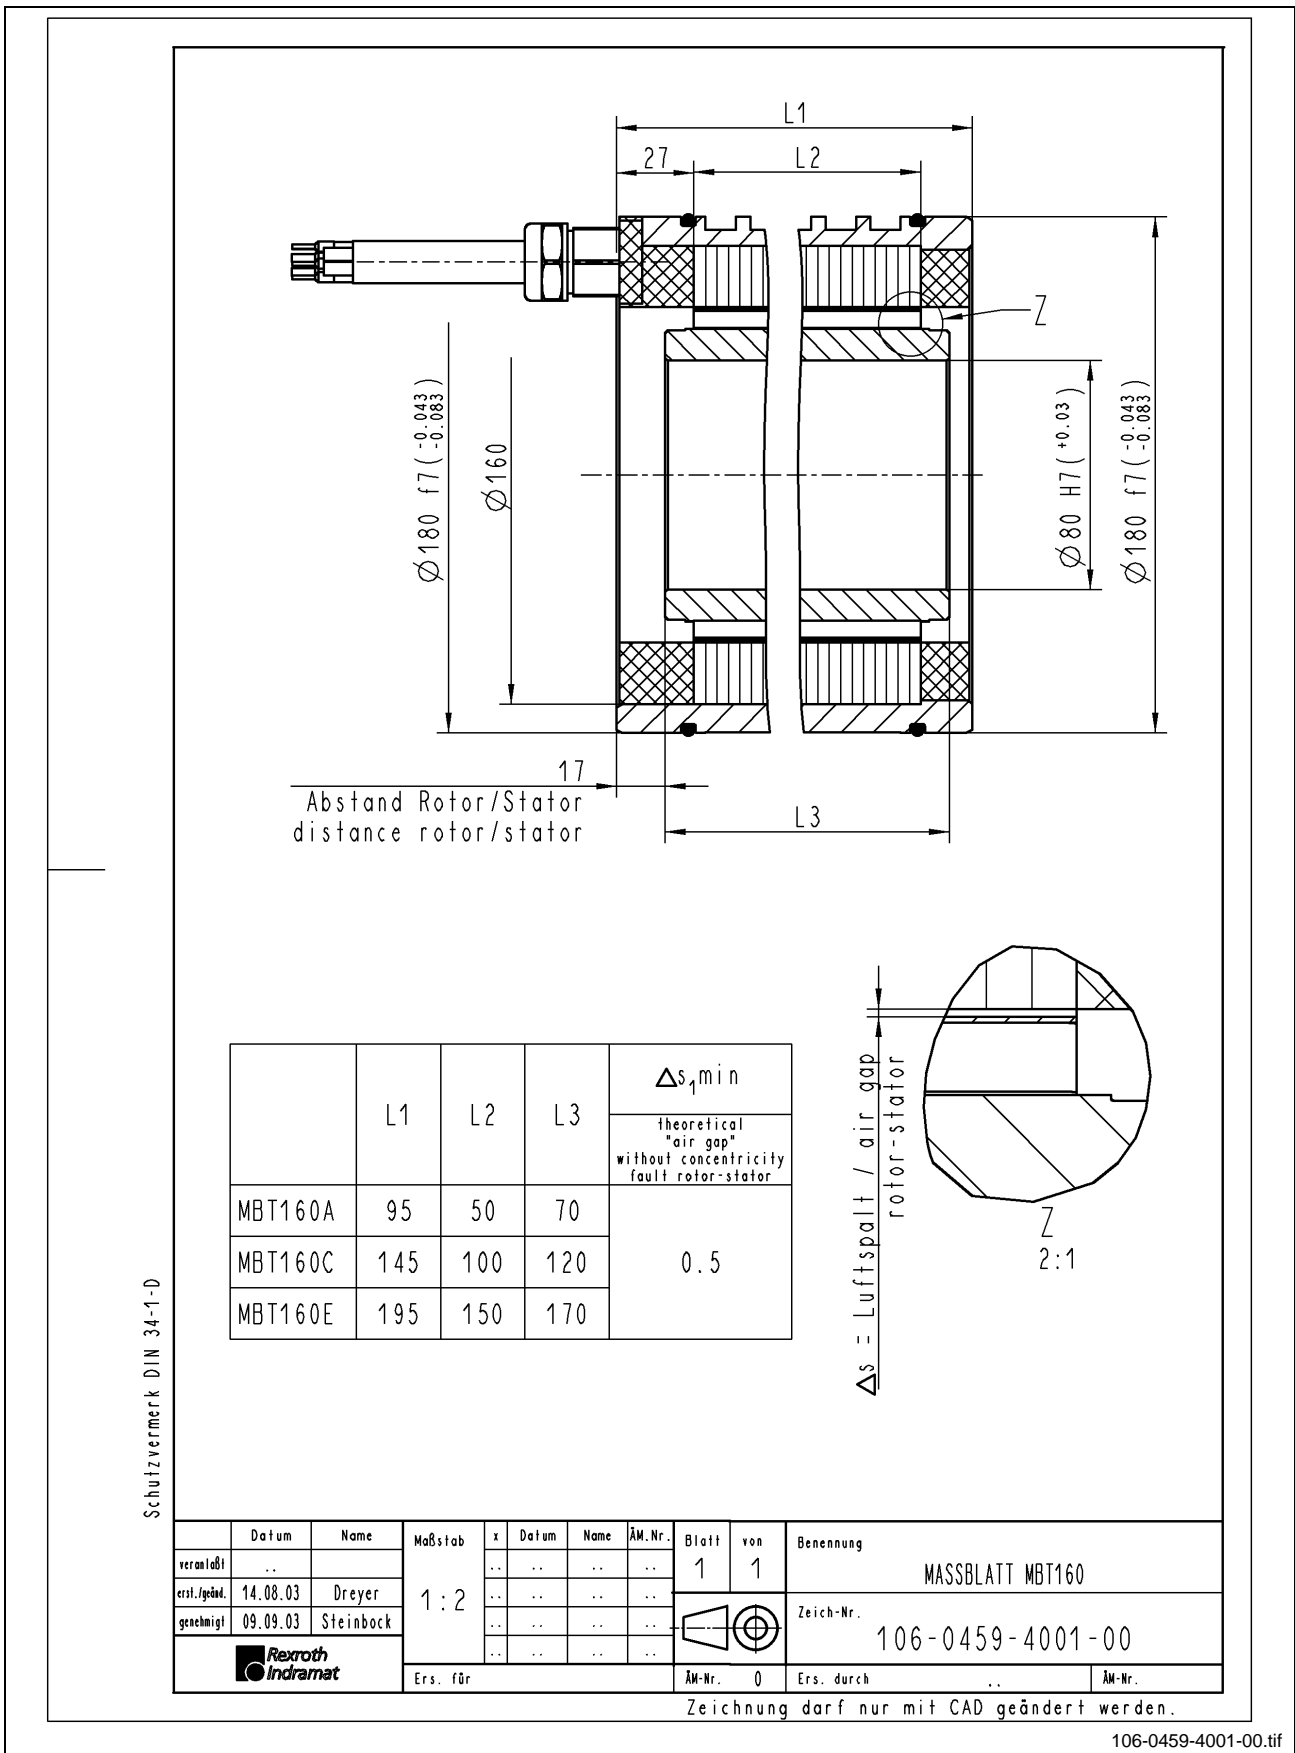 L1
27
L2
Z
Ø180 f7(-0.043 -0.083)
Ø160
Ø80 H7(+0.03)
Ø180 f7(-0.043 -0.083)
17
Abstand Rotor/Stator
distance rotor/stator
L3
△s = Luftspalt / air gap
rotor-stator
Z
2:1
L1 L2 L3 △s₁min
theoretical
"air gap"
without concentricity
fault rotor-stator
MBT160A 95 50 70
MBT160C 145 100 120 0.5
MBT160E 195 150 170
Schutzvermerk DIN 34-1-D
Datum Name Maßstab x Datum Name ÄM.Nr. Blatt von Benennung
veranlaßt .. .. .. .. .. 1 1 MASSBLATT MBT160
erst./geänd. 14.08.03 Dreyer 1:2 .. .. .. ..
genehmigt 09.09.03 Steinbock .. .. .. .. Zeich-Nr.
106-0459-4001-00
.. .. .. ..
Rexroth
Indramat
Ers. für ÄM-Nr. 0 Ers. durch .. ÄM-Nr.
Zeichnung darf nur mit CAD geändert werden.
106-0459-4001-00.tif